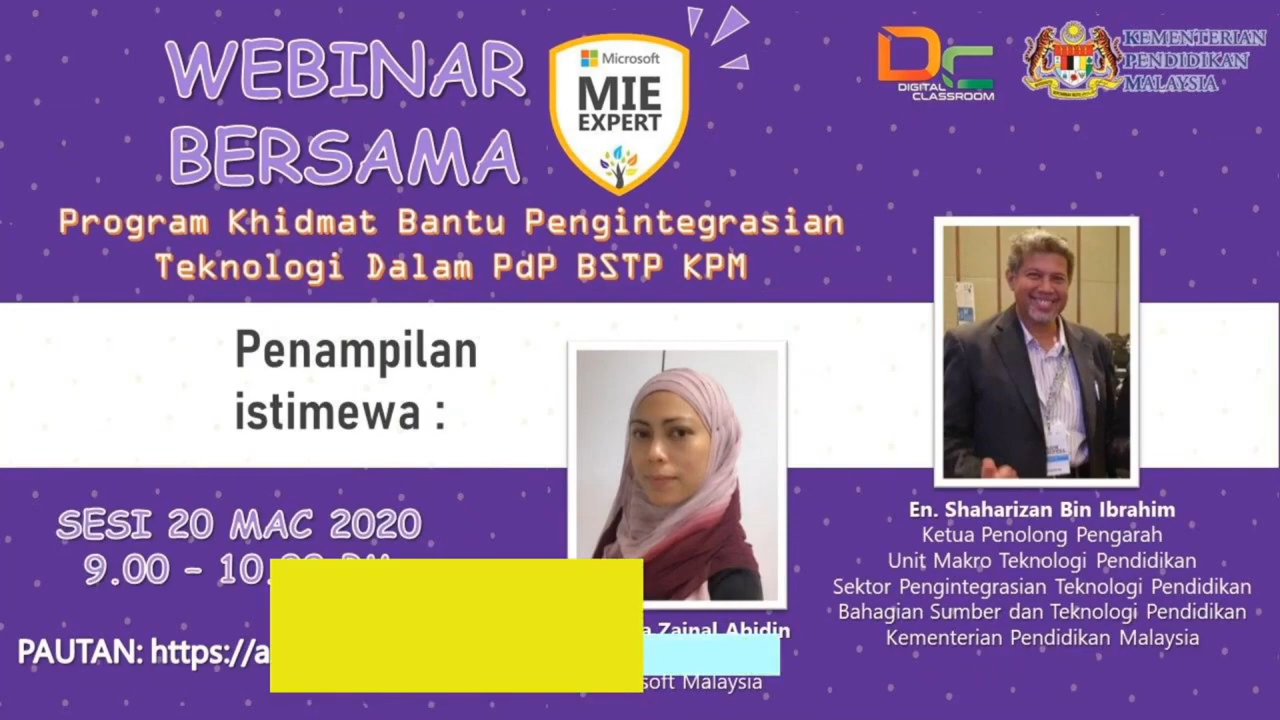 WEBINAR
BERSAMA
Microsoft
MIE
EXPERT
DIGITAL
CLASSROOM
KEMENTERIAN
PENDIDIKAN
MALAYSIA
Program Khidmat Bantu Pengintegrasian
Teknologi Dalam PdP BSTP KPM
Penampilan
istimewa :
SESI 20 MAC 2020
9.00 – 10.
PAUTAN: https://a
Zainal Abidin
Malaysia
En. Shaharizan Bin Ibrahim
Ketua Penolong Pengarah
Unit Makro Teknologi Pendidikan
Sektor Pengintegrasian Teknologi Pendidikan
Bahagian Sumber dan Teknologi Pendidikan
Kementerian Pendidikan Malaysia